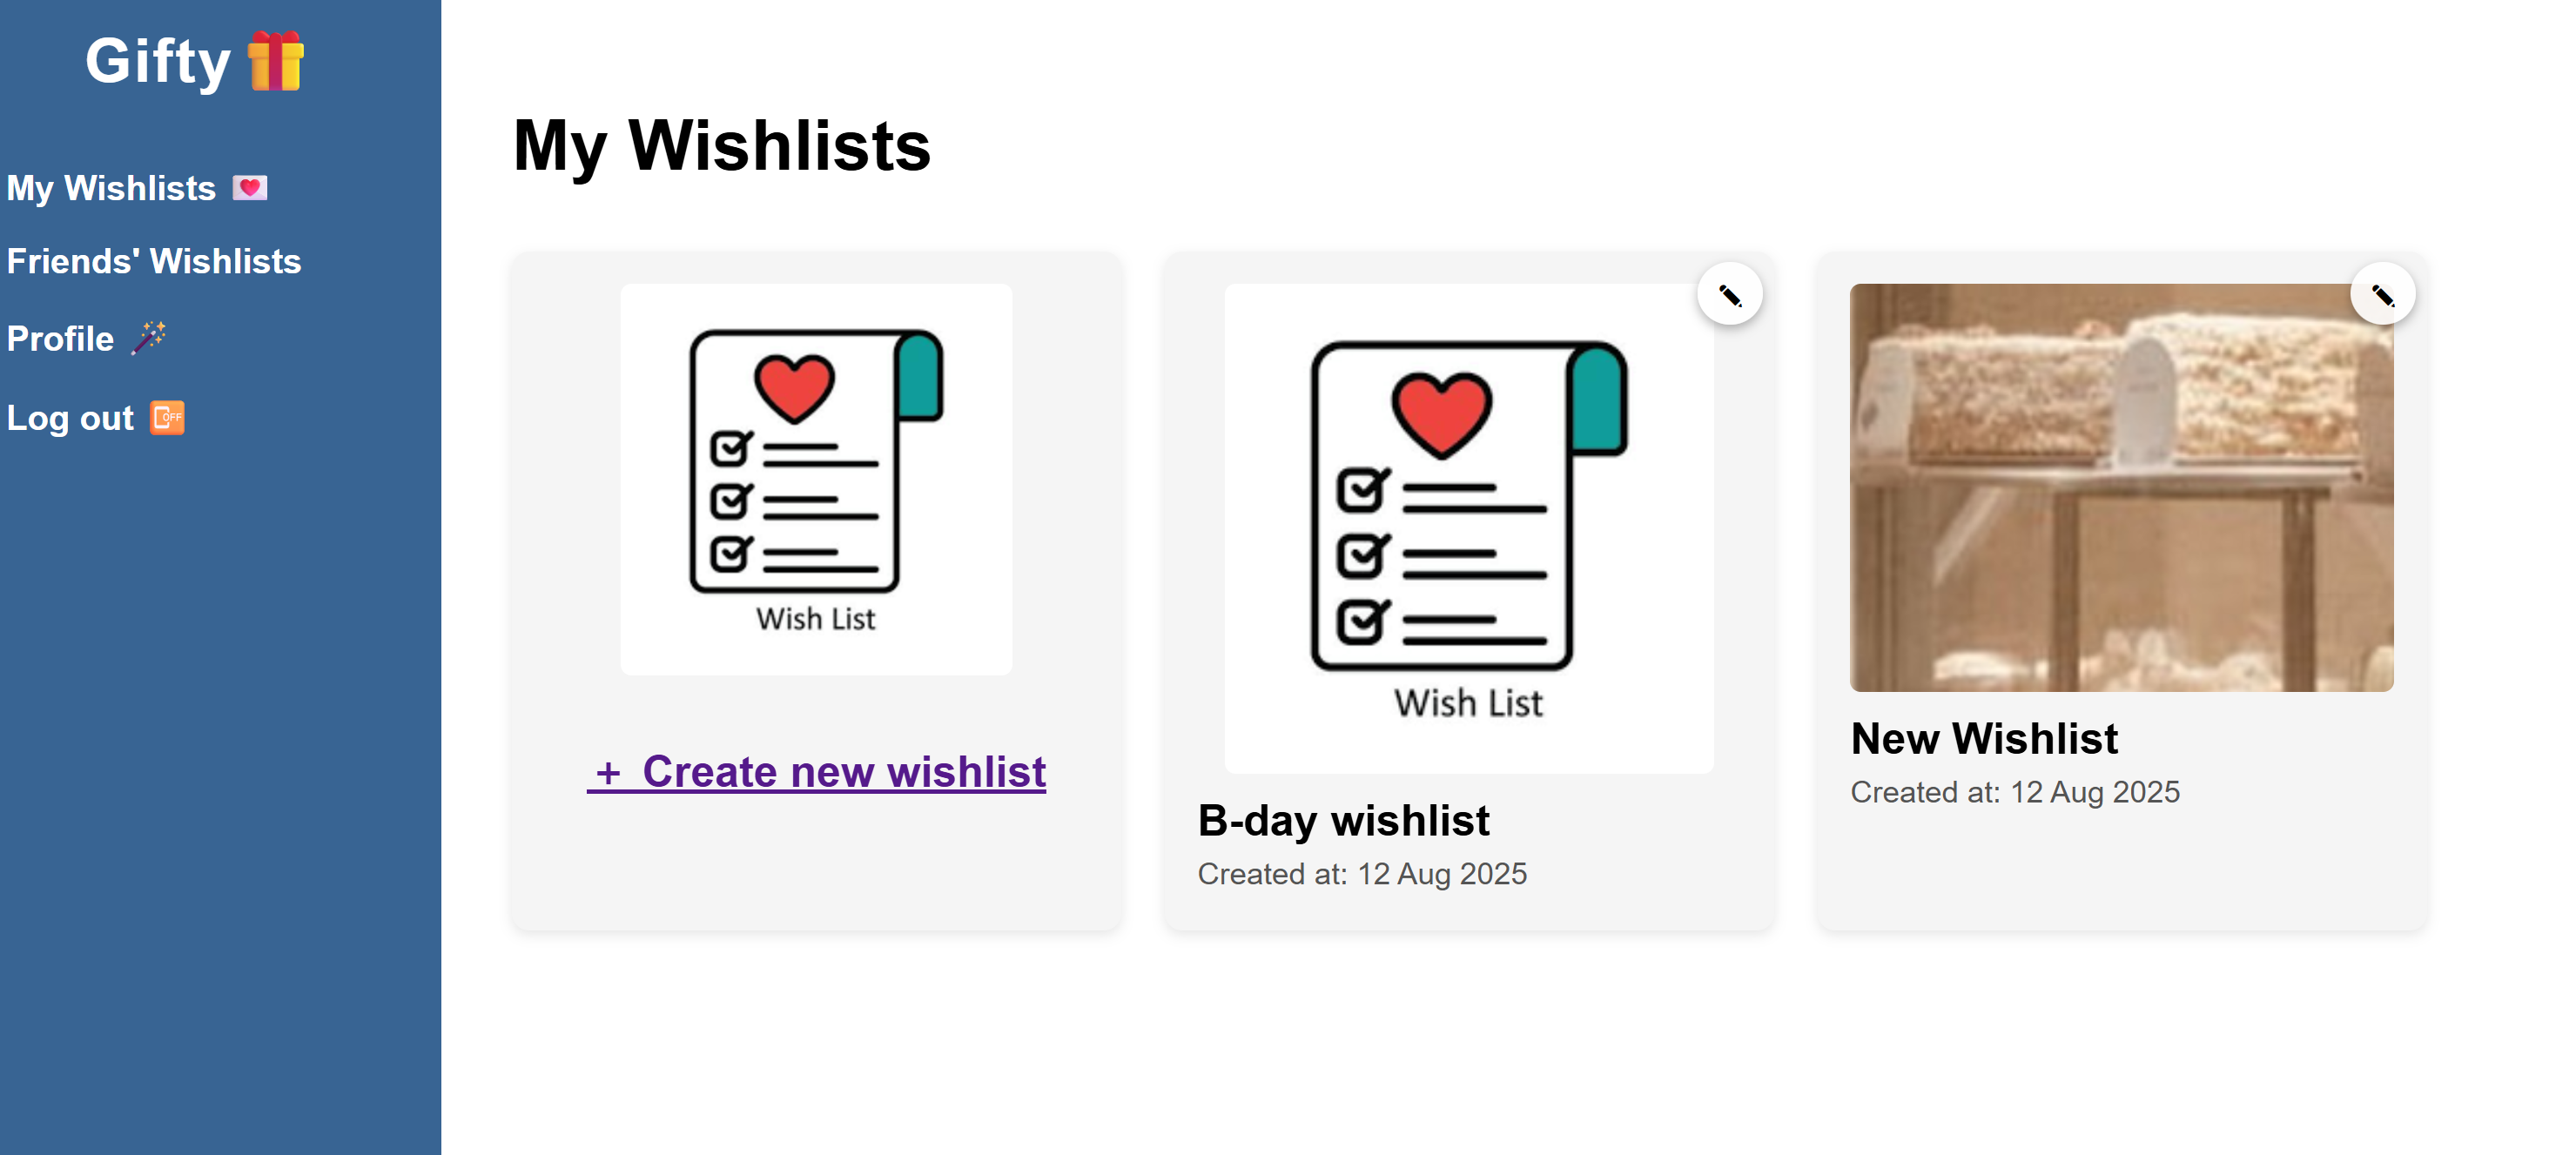 Gifty
My Wishlists
Friends' Wishlists
Profile
Log out
OFF
My Wishlists
Wish List
+ Create new wishlist
Wish List
B-day wishlist
Created at: 12 Aug 2025
New Wishlist
Created at: 12 Aug 2025